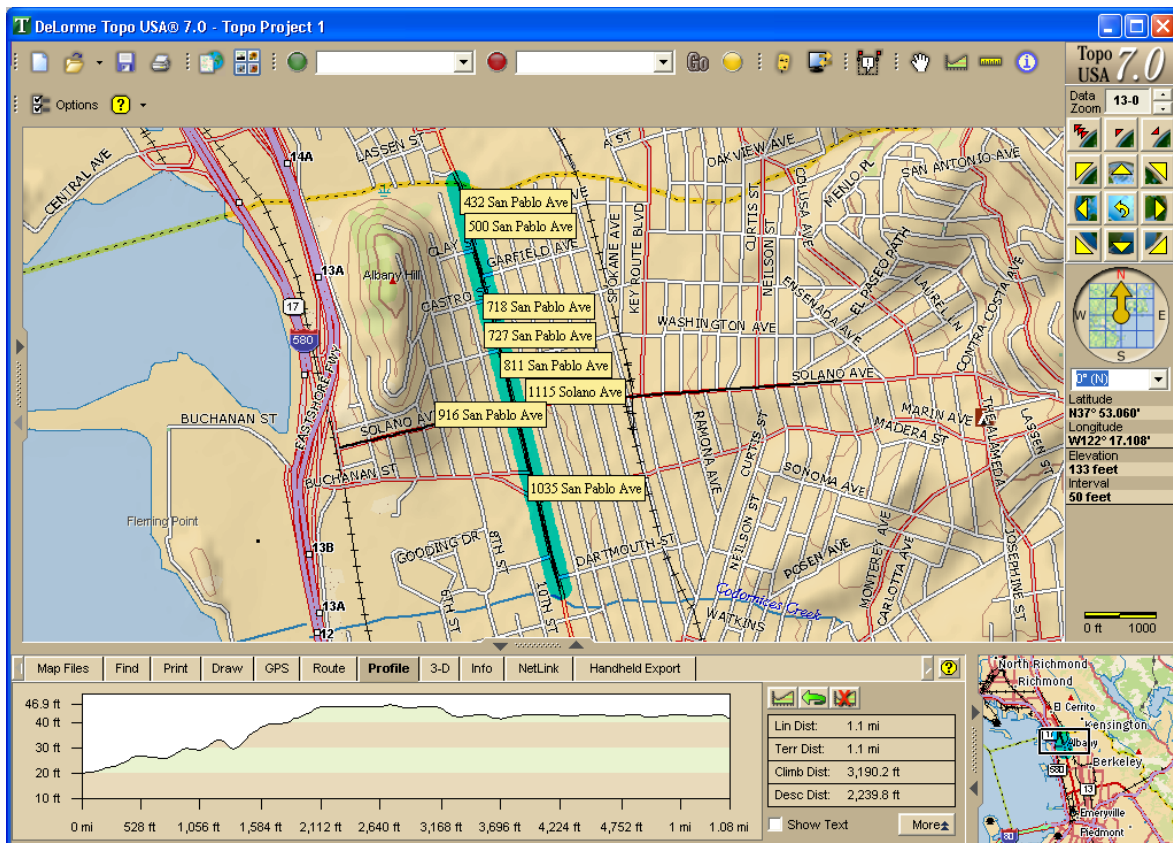 DeLorme Topo USA® 7.0 - Topo Project 1
Go
Topo
USA 7.0
Options
Data
Zoom
13-0
CENTRAL AVE
14A
LASSEN ST
A ST
OAKVIEW AVE
MENLO PL
SAN ANTONIO AVE
CURTIS ST
COLUSA AVE
NEILSON ST
432 San Pablo Ave
500 San Pablo Ave
CLAY
GARFIELD AVE
SPOKANE AVE
KEY ROUTE BLVD
EL PASEO PATH
LAUREL LN
CONTRA COSTA AVE
13A
Albany Hill
CASTRO
ENSENADA AVE
17
580
718 San Pablo Ave
727 San Pablo Ave
WASHINGTON AVE
811 San Pablo Ave
SOLANO AVE
EASTSHORE FWY
1115 Solano Ave
916 San Pablo Ave
BUCHANAN ST
SOLANO AVE
MARIN AVE
MADERA ST
THE ALAMEDA
LASSEN ST
RAMONA AVE
CURTIS ST
BUCHANAN ST
SONOMA AVE
1035 San Pablo Ave
Fleming Point
GOODING DR
8TH ST
NEILSON ST
POSEN AVE
MONTEREY AVE
CARLOTTA AVE
JOSEPHINE ST
13B
DARTMOUTH ST
6TH ST
10TH ST
Codornices Creek
WATKINS
13A
12
N
W
E
S
0° (N)
Latitude
N37° 53.060'
Longitude
W122° 17.108'
Elevation
133 feet
Interval
50 feet
0 ft 1000
Map Files Find Print Draw GPS Route Profile 3-D Info NetLink Handheld Export
46.9 ft
40 ft
30 ft
20 ft
10 ft
0 mi 528 ft 1,056 ft 1,584 ft 2,112 ft 2,640 ft 3,168 ft 3,696 ft 4,224 ft 4,752 ft 1 mi 1.08 mi
Lin Dist: 1.1 mi
Terr Dist: 1.1 mi
Climb Dist: 3,190.2 ft
Desc Dist: 2,239.8 ft
Show Text
More
North Richmond
Richmond
El Cerrito
Kensington
Albany
580
Berkeley
13
Emeryville
Piedmont